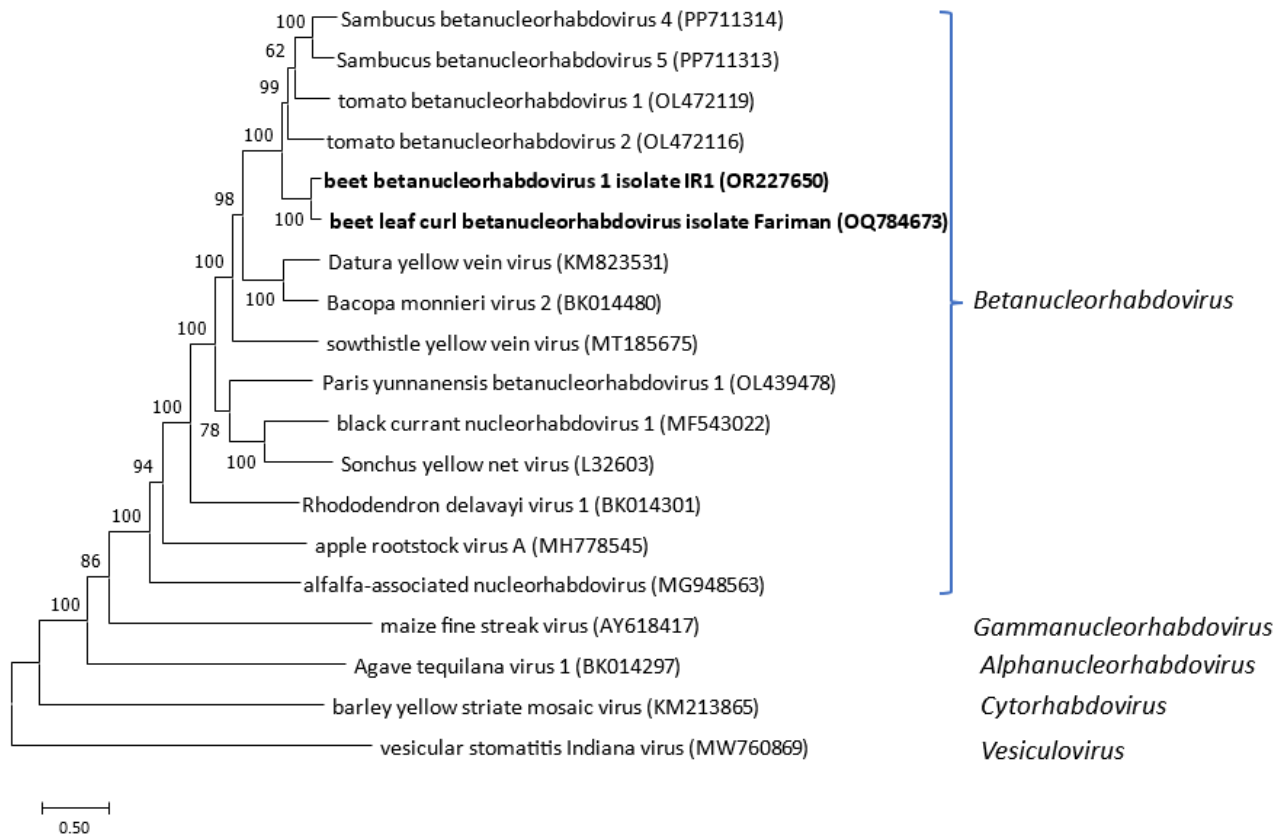 100
Sambucus betanucleorhabdovirus 4 (PP711314)
62
Sambucus betanucleorhabdovirus 5 (PP711313)
99
tomato betanucleorhabdovirus 1 (OL472119)
100
tomato betanucleorhabdovirus 2 (OL472116)
beet betanucleorhabdovirus 1 isolate IR1 (OR227650)
98
100
beet leaf curl betanucleorhabdovirus isolate Fariman (OQ784673)
100
Datura yellow vein virus (KM823531)
100
Bacopa monnieri virus 2 (BK014480)
Betanucleorhabdovirus
100
sowthistle yellow vein virus (MT185675)
Paris yunnanensis betanucleorhabdovirus 1 (OL439478)
100
78
black currant nucleorhabdovirus 1 (MF543022)
94
100
Sonchus yellow net virus (L32603)
Rhododendron delavayi virus 1 (BK014301)
100
apple rootstock virus A (MH778545)
86
alfalfa-associated nucleorhabdovirus (MG948563)
100
maize fine streak virus (AY618417)
Gammanucleorhabdovirus
Agave tequilana virus 1 (BK014297)
Alphanucleorhabdovirus
barley yellow striate mosaic virus (KM213865)
Cytorhabdovirus
vesicular stomatitis Indiana virus (MW760869)
Vesiculovirus
0.50